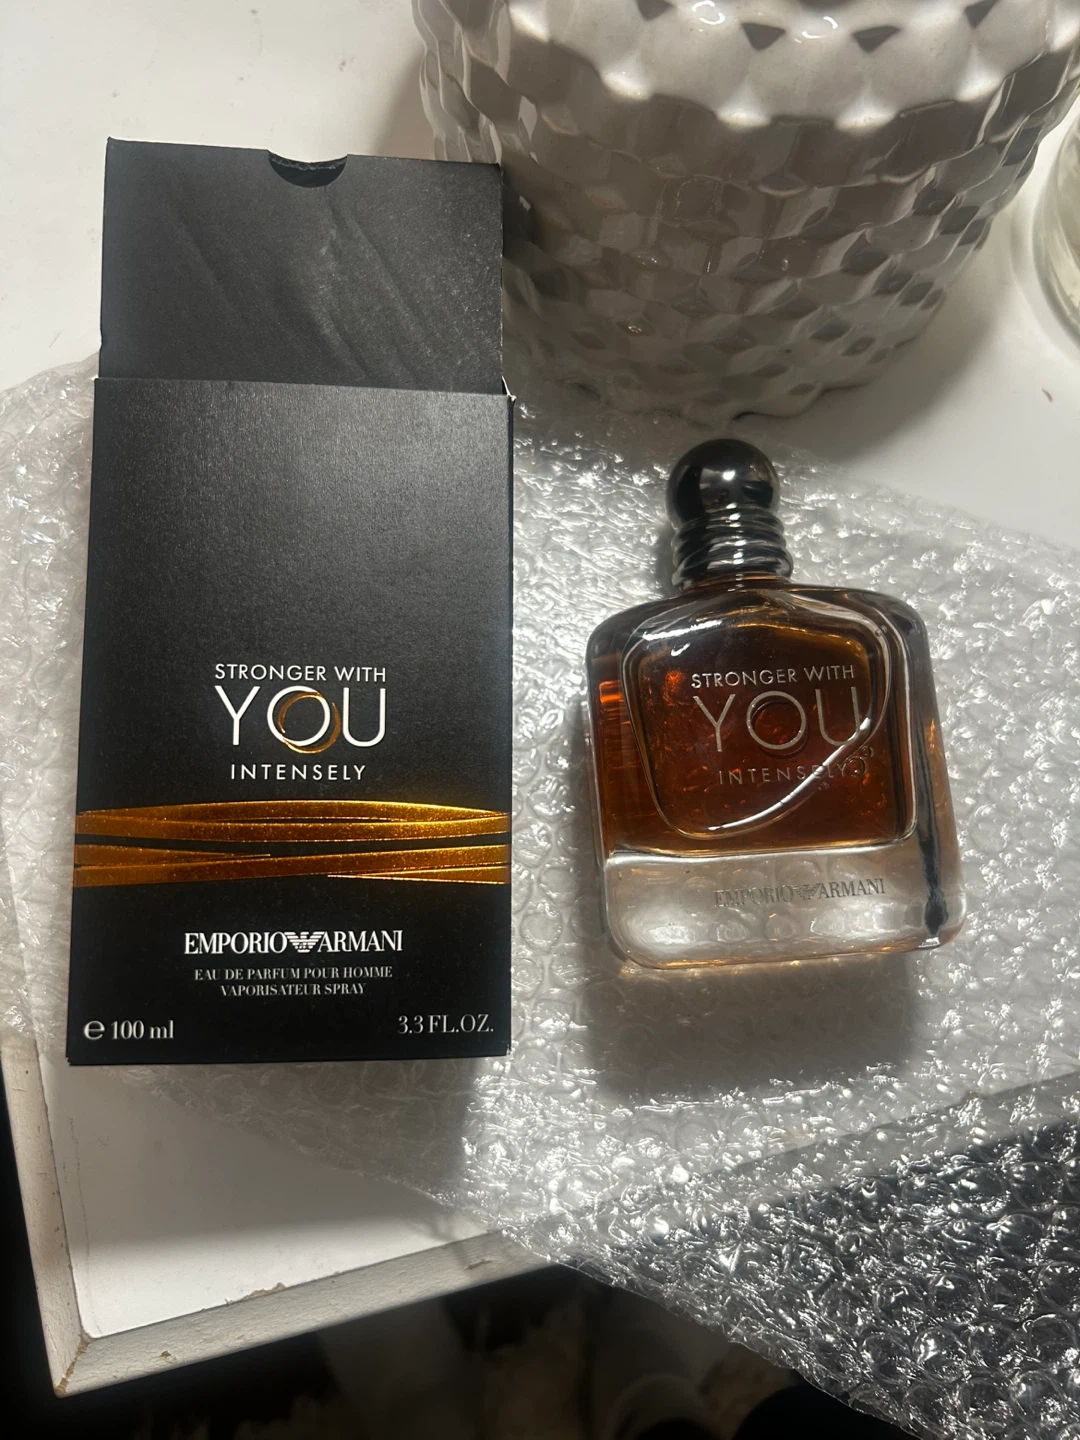 STRONGER WITH
YOU
INTENSELY
EMPORIO ARMANI
EAU DE PARFUM POUR HOMME
VAPORISATEUR SPRAY
e 100 ml
3.3 FL.OZ.
STRONGER WITH
YOU
INTENSELY
EMPORIO ARMANI